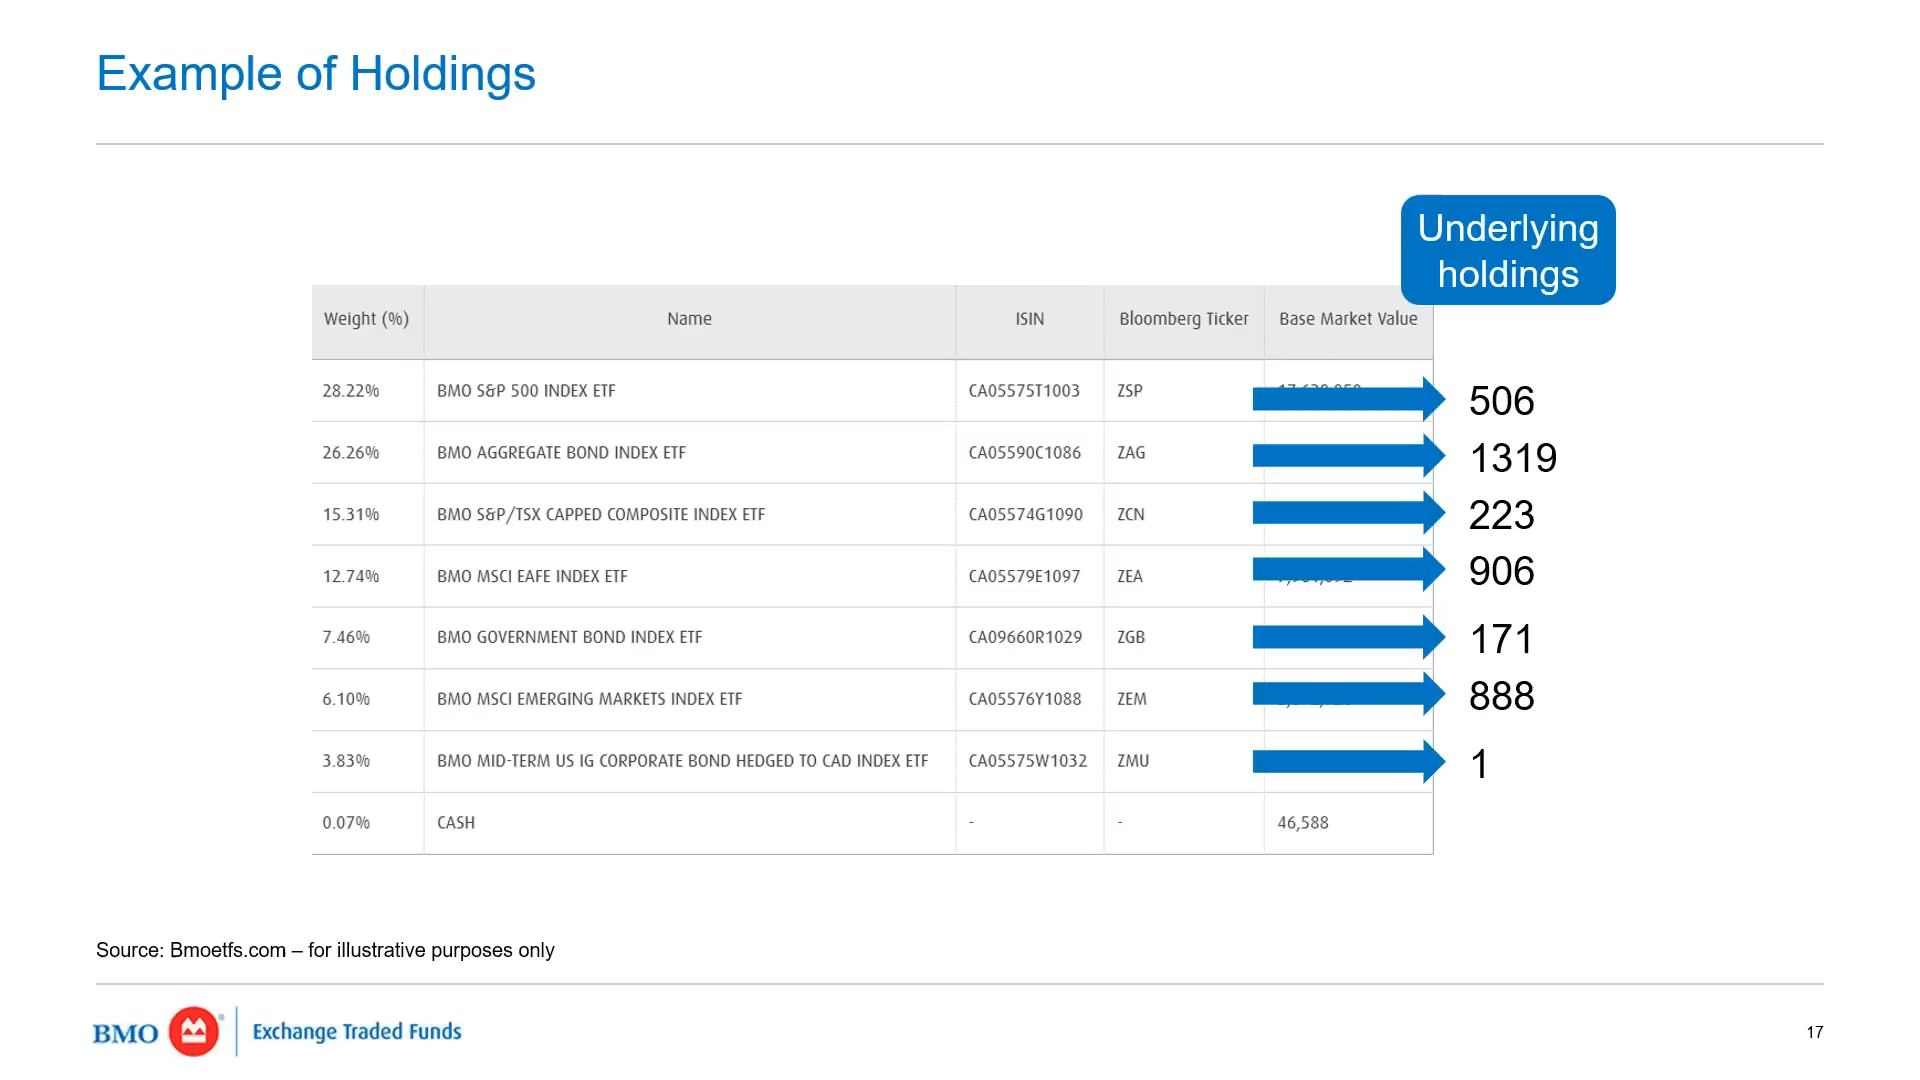 Example of Holdings
Underlying
holdings
Weight (%) Name ISIN Bloomberg Ticker Base Market Value
28.22% BMO S&P 500 INDEX ETF CA05575T1003 ZSP 506
26.26% BMO AGGREGATE BOND INDEX ETF CA05590C1086 ZAG 1319
15.31% BMO S&P/TSX CAPPED COMPOSITE INDEX ETF CA05574G1090 ZCN 223
12.74% BMO MSCI EAFE INDEX ETF CA05579E1097 ZEA 906
7.46% BMO GOVERNMENT BOND INDEX ETF CA09660R1029 ZGB 171
6.10% BMO MSCI EMERGING MARKETS INDEX ETF CA05576Y1088 ZEM 888
3.83% BMO MID-TERM US IG CORPORATE BOND HEDGED TO CAD INDEX ETF CA05575W1032 ZMU 1
0.07% CASH - - 46,588
Source: Bmoetfs.com – for illustrative purposes only
BMO Exchange Traded Funds
17